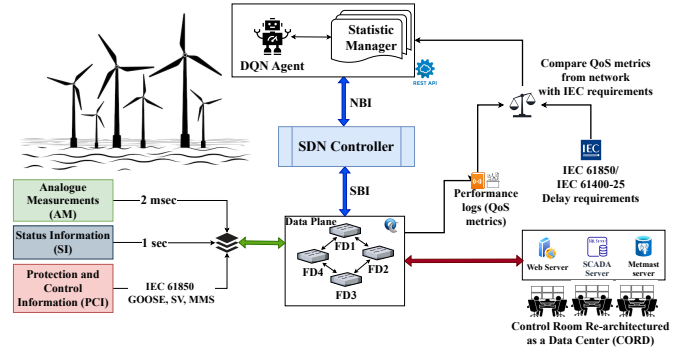 DQN Agent
Statistic
Manager
REST API
Compare QoS metrics
from network
with IEC requirements
NBI
SDN Controller
IEC
IEC 61850/
IEC 61400-25
Delay requirements
SBI
Performance
logs (QoS
metrics)
Analogue
Measurements
(AM)
2 msec
Status Information
(SI)
1 sec
Protection and
Control
Information (PCI)
IEC 61850
GOOSE, SV, MMS
Data Plane
FD1
FD2
FD4
FD3
Web Server
SCADA
Server
Metmast
server
Control Room Re-architectured
as a Data Center (CORD)